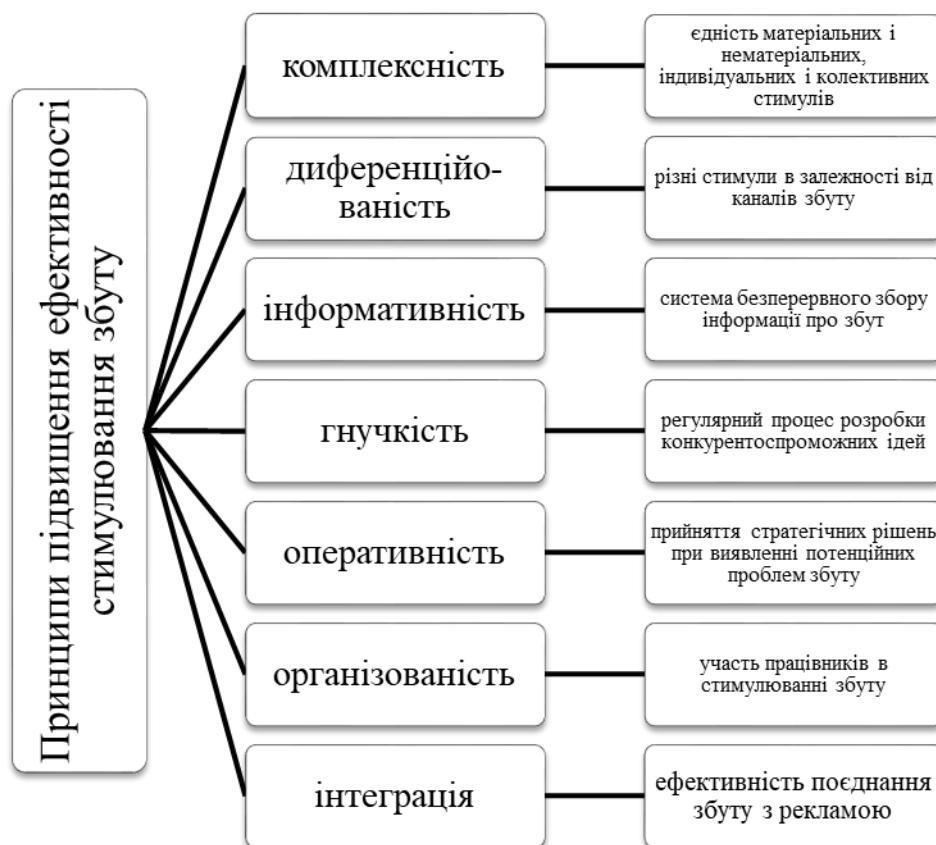 Принципи підвищення ефективності
стимулювання збуту
комплексність
єдність матеріальних і
нематеріальних,
індивідуальних і колективних
стимулів
диференційо-
ваність
різні стимули в залежності від
каналів збуту
інформативність
система безперервного збору
інформації про збут
гнучкість
регулярний процес розробки
конкурентоспроможних ідей
оперативність
прийняття стратегічних рішень
при виявленні потенційних
проблем збуту
організованість
участь працівників в
стимулюванні збуту
інтеграція
ефективність поєднання
збуту з рекламою